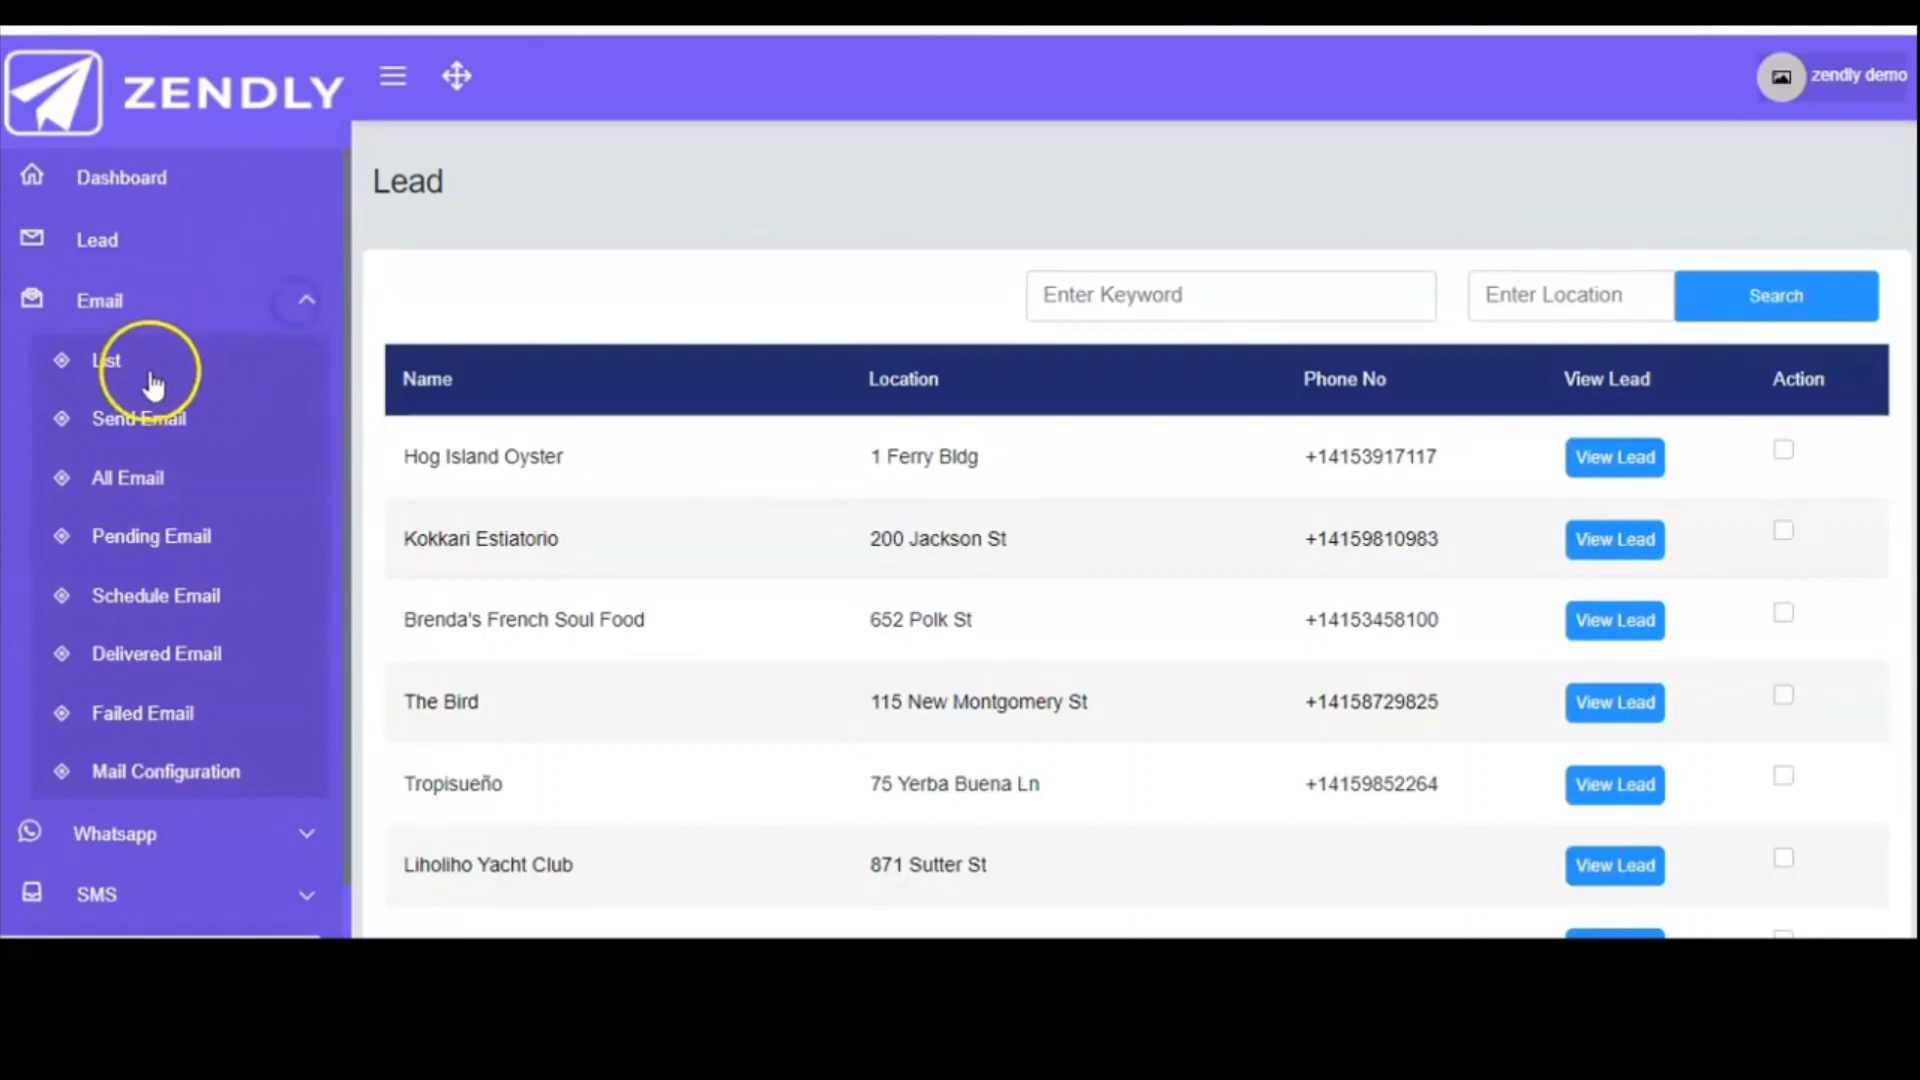 ZENDLY
zendly demo
Dashboard
Lead
Email
List
Send Email
All Email
Pending Email
Schedule Email
Delivered Email
Failed Email
Mail Configuration
Whatsapp
SMS
Lead
Enter Keyword
Enter Location
Search
Name Location Phone No View Lead Action
Hog Island Oyster 1 Ferry Bldg +14153917117 View Lead
Kokkari Estiatorio 200 Jackson St +14159810983 View Lead
Brenda's French Soul Food 652 Polk St +14153458100 View Lead
The Bird 115 New Montgomery St +14158729825 View Lead
Tropisueño 75 Yerba Buena Ln +14159852264 View Lead
Liholiho Yacht Club 871 Sutter St View Lead